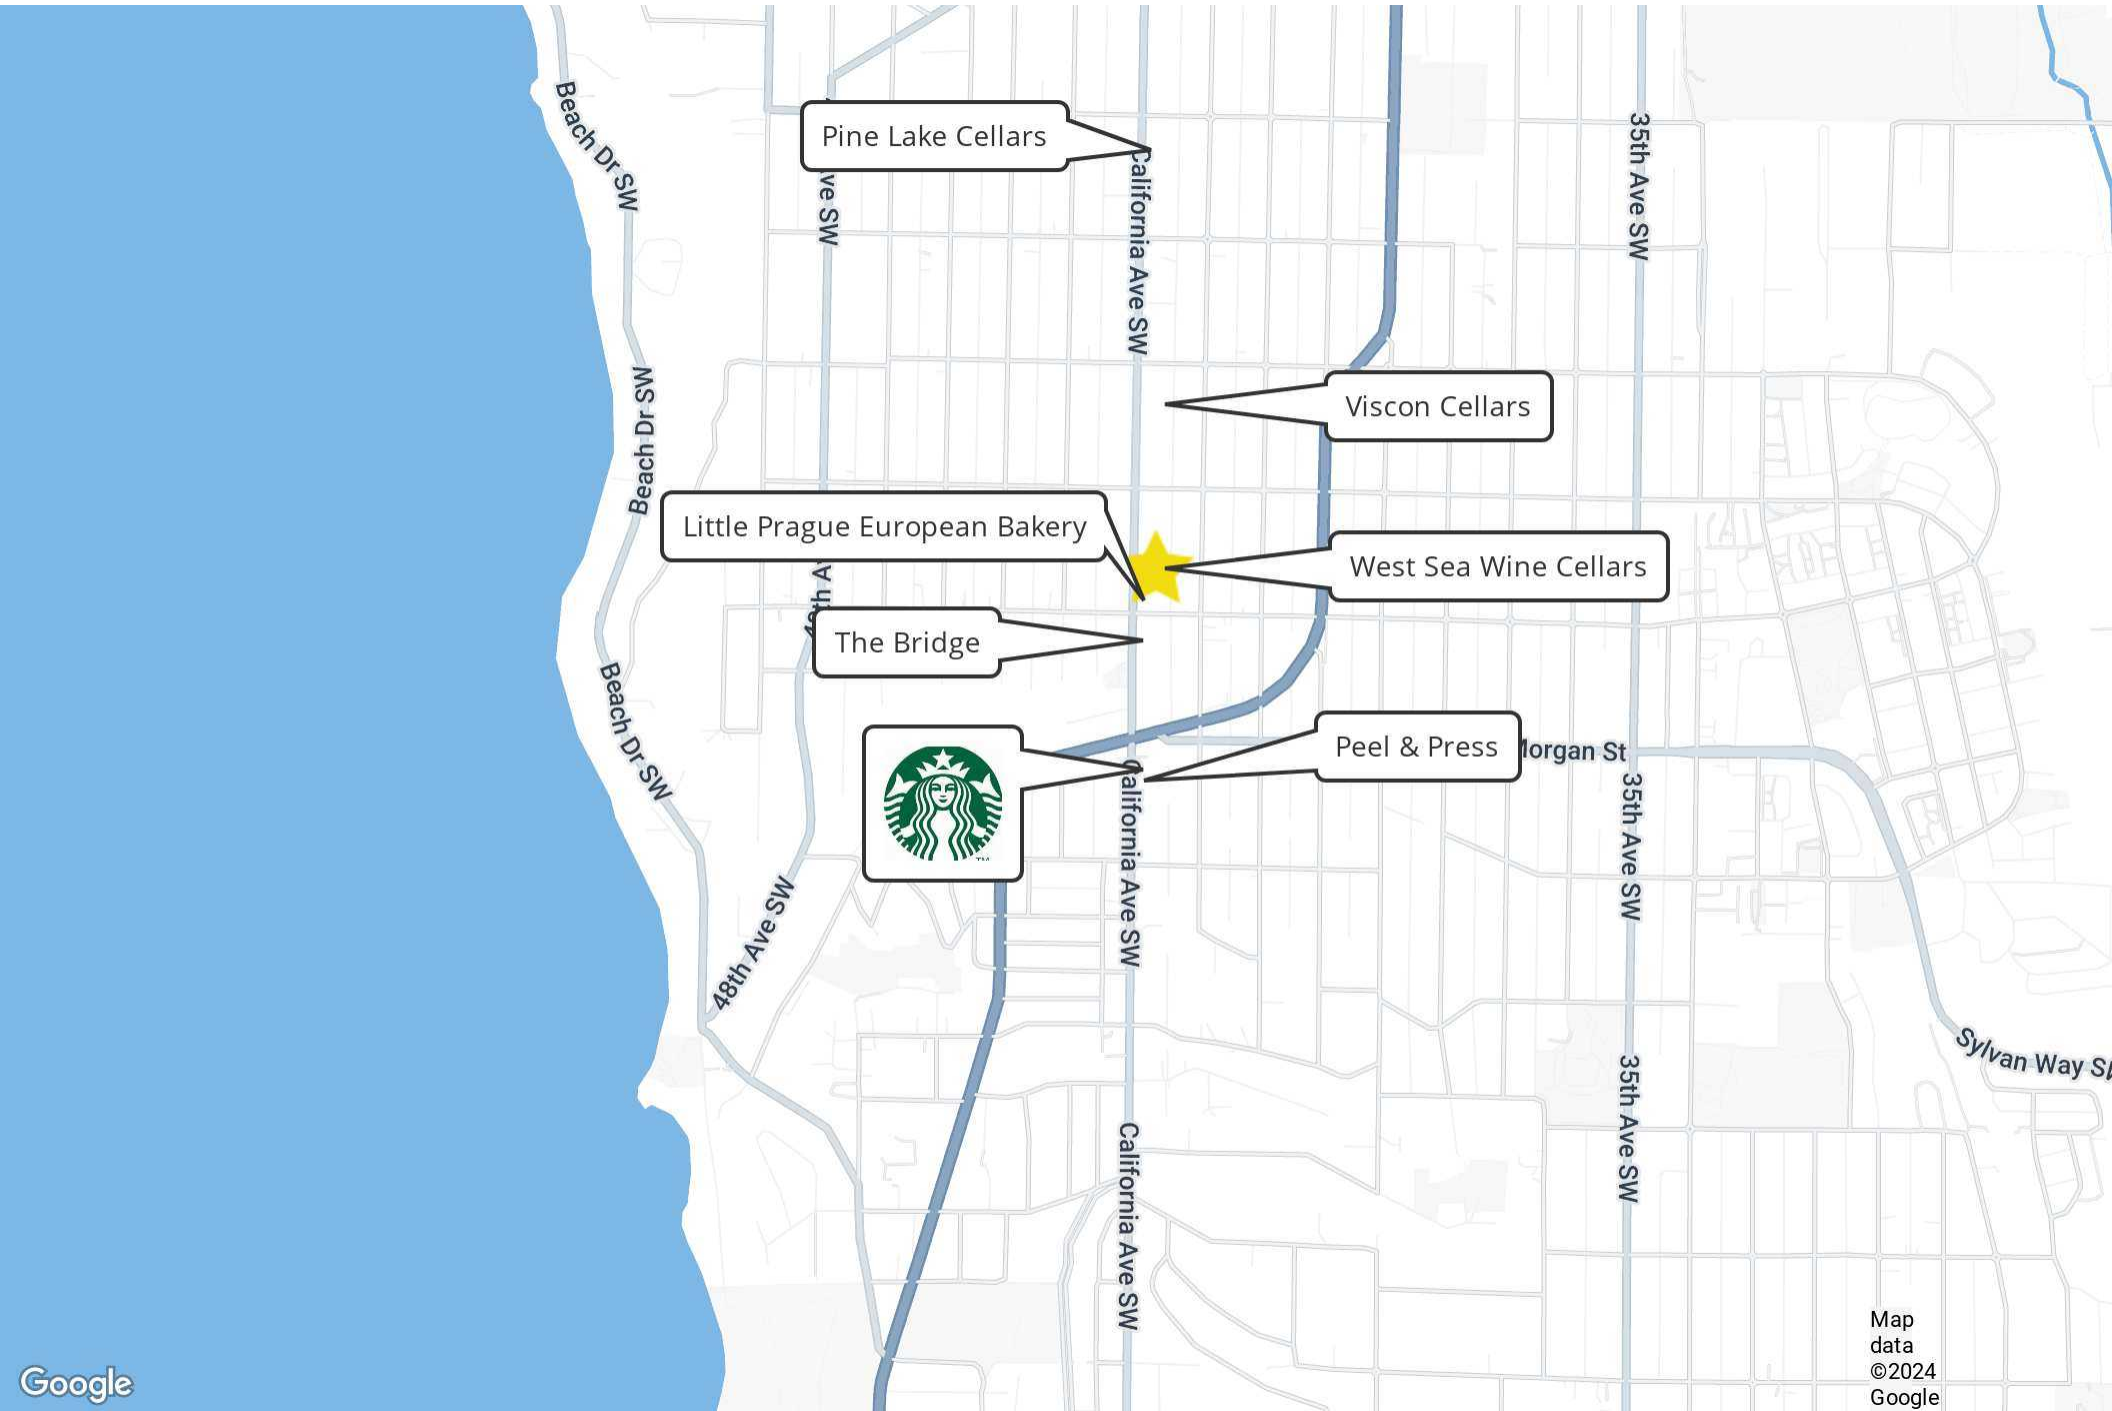 Beach Dr SW
Pine Lake Cellars
ve SW
California Ave SW
35th Ave SW
Beach Dr SW
Viscon Cellars
Little Prague European Bakery
West Sea Wine Cellars
The Bridge
Beach Dr SW
Peel & Press
Morgan St
TM
California Ave SW
35th Ave SW
48th Ave SW
Sylvan Way
35th Ave SW
California Ave SW
Map
data
©2024
Google
Google